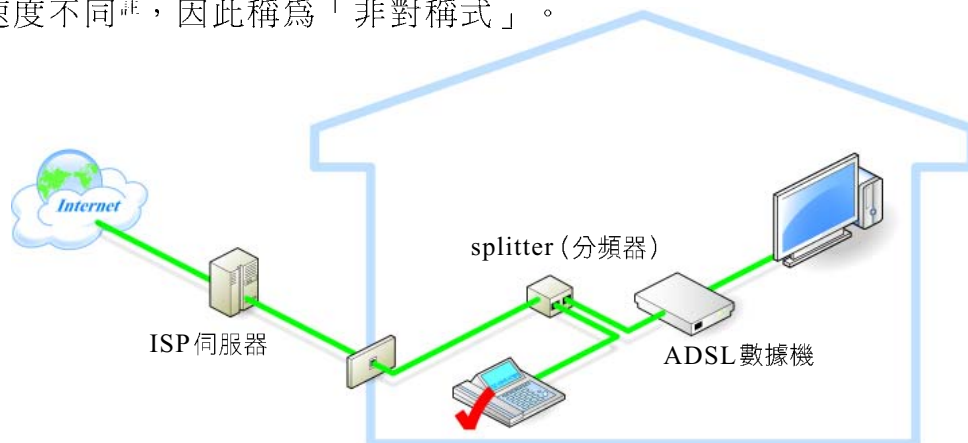 速度不同註，因此稱為「非對稱式」。
Internet
splitter（分頻器）
ISP伺服器
ADSL數據機